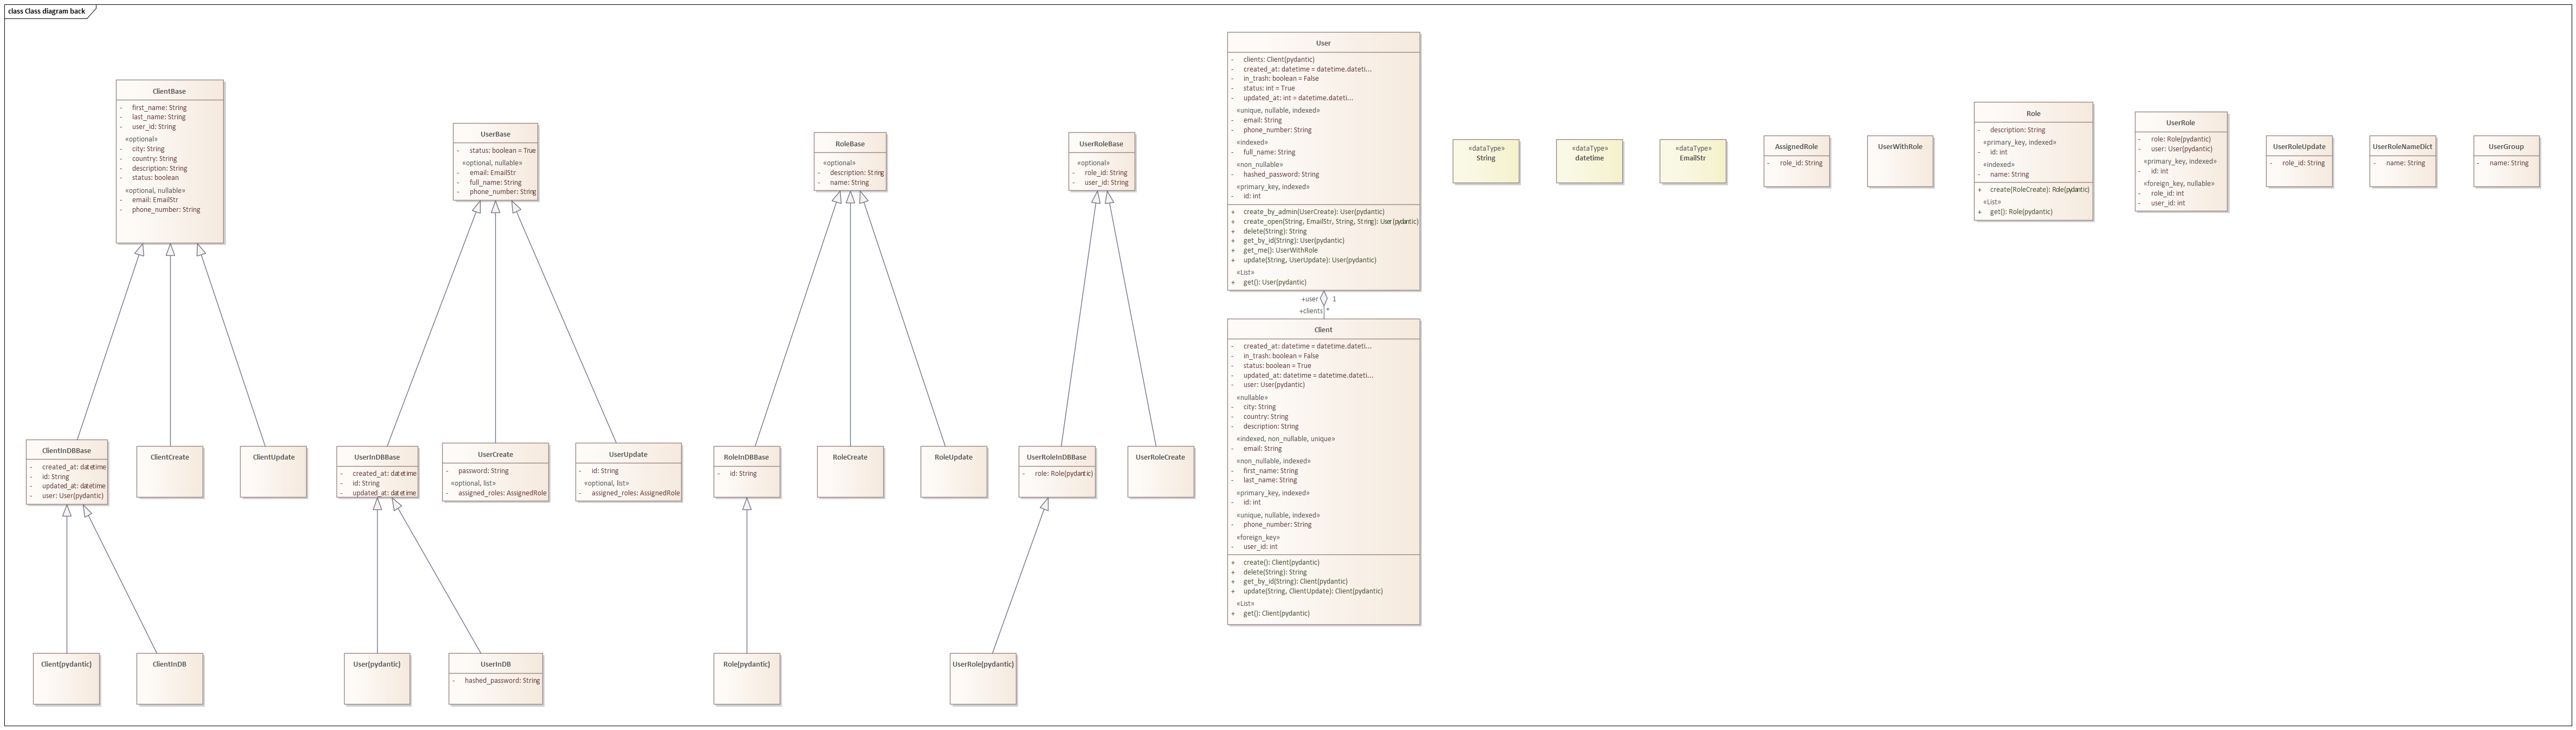 class Class diagram back
ClientBase
- first_name: String
- last_name: String
- user_id: String
«optional»
- city: String
- country: String
- description: String
- status: boolean
«optional, nullable»
- email: EmailStr
- phone_number: String
UserBase
- status: boolean = True
«optional, nullable»
- email: EmailStr
- full_name: String
- phone_number: String
RoleBase
«optional»
- description: String
- name: String
UserRoleBase
«optional»
- role_id: String
- user_id: String
ClientInDBBase
- created_at: datetime
- id: String
- updated_at: datetime
- user: User(pydantic)
ClientCreate
ClientUpdate
UserInDBBase
- created_at: datetime
- id: String
- updated_at: datetime
UserCreate
- password: String
«optional, list»
- assigned_roles: AssignedRole
UserUpdate
- id: String
«optional, list»
- assigned_roles: AssignedRole
RoleInDBBase
- id: String
RoleCreate
RoleUpdate
UserRoleInDBBase
- role: Role(pydantic)
UserRoleCreate
Client(pydantic)
ClientInDB
User(pydantic)
UserInDB
- hashed_password: String
Role(pydantic)
UserRole(pydantic)
User
- clients: Client(pydantic)
- created_at: datetime = datetime.dateti...
- in_trash: boolean = False
- status: int = True
- updated_at: int = datetime.dateti...
«unique, nullable, indexed»
- email: String
- phone_number: String
«indexed»
- full_name: String
«non_nullable»
- hashed_password: String
«primary_key, indexed»
- id: int
+ create_by_admin(UserCreate): User(pydantic)
+ create_open(String, EmailStr, String, String): User(pydantic)
+ delete(String): String
+ get_by_id(String): User(pydantic)
+ get_me(): UserWithRole
+ update(String, UserUpdate): User(pydantic)
«List»
+ get(): User(pydantic)
+user 1
+clients *
Client
- created_at: datetime = datetime.dateti...
- in_trash: boolean = False
- status: boolean = True
- updated_at: datetime = datetime.dateti...
- user: User(pydantic)
«nullable»
- city: String
- country: String
- description: String
«indexed, non_nullable, unique»
- email: String
«non_nullable, indexed»
- first_name: String
- last_name: String
«primary_key, indexed»
- id: int
«unique, nullable, indexed»
- phone_number: String
«foreign_key»
- user_id: int
+ create(): Client(pydantic)
+ delete(String): String
+ get_by_id(String): Client(pydantic)
+ update(String, ClientUpdate): Client(pydantic)
«List»
+ get(): Client(pydantic)
«dataType»
String
«dataType»
datetime
«dataType»
EmailStr
AssignedRole
- role_id: String
UserWithRole
Role
- description: String
«primary_key, indexed»
- id: int
«indexed»
- name: String
+ create(RoleCreate): Role(pydantic)
«List»
+ get(): Role(pydantic)
UserRole
- role: Role(pydantic)
- user: User(pydantic)
«primary_key, indexed»
- id: int
«foreign_key, nullable»
- role_id: int
- user_id: int
UserRoleUpdate
- role_id: String
UserRoleNameDict
- name: String
UserGroup
- name: String